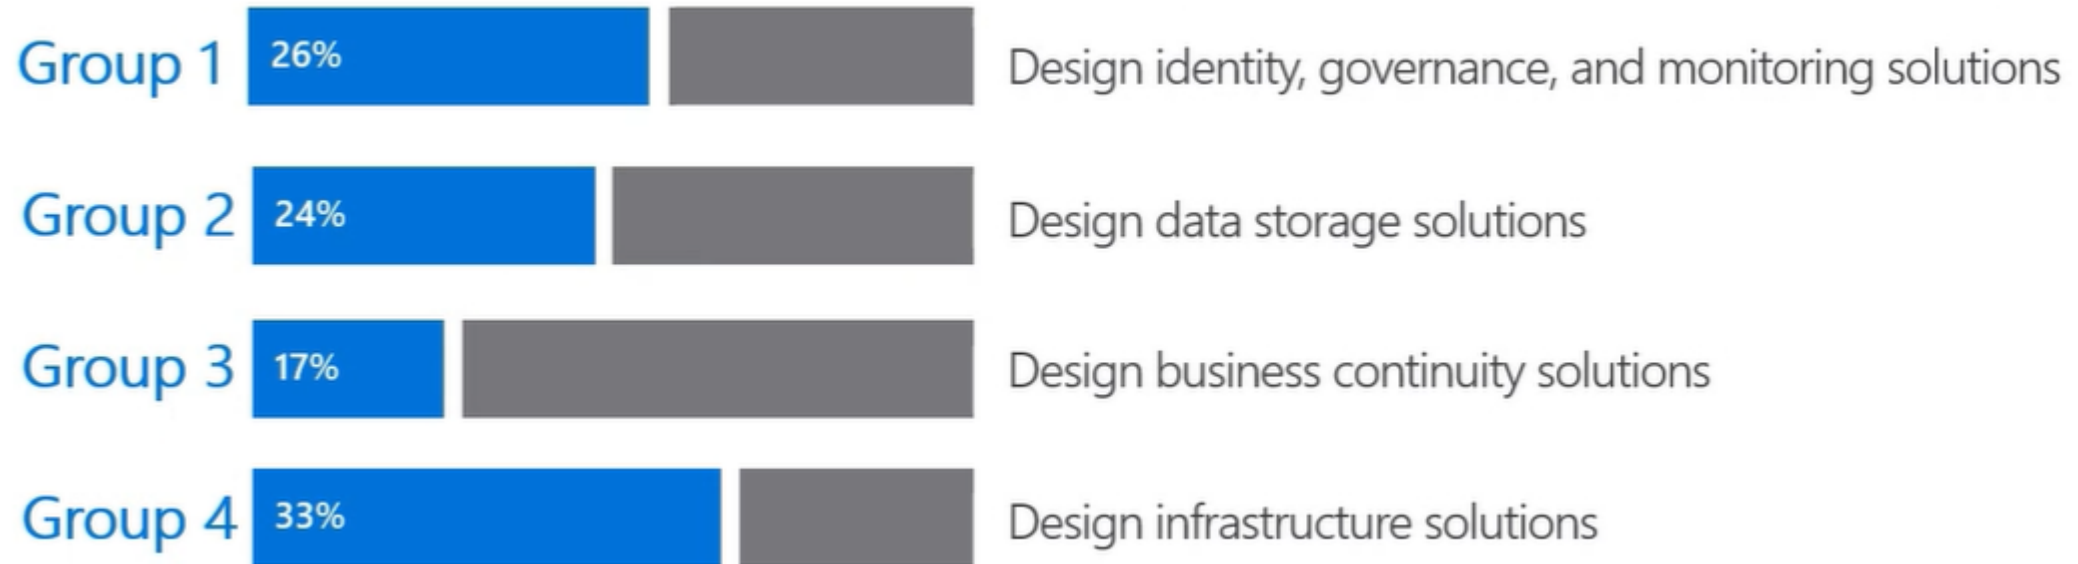 Group 1 26% Design identity, governance, and monitoring solutions
Group 2 24% Design data storage solutions
Group 3 17% Design business continuity solutions
Group 4 33% Design infrastructure solutions